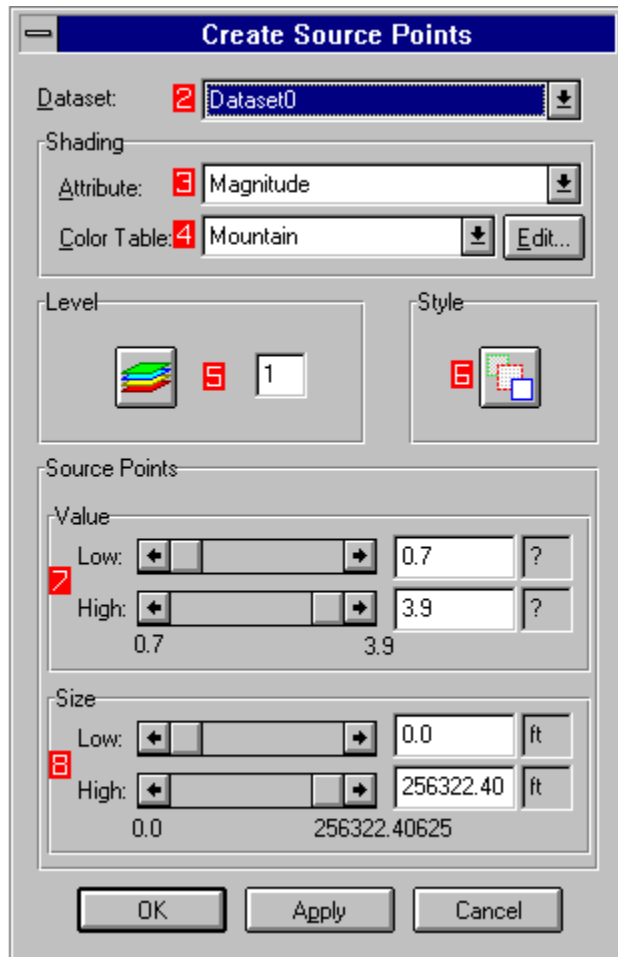 Create Source Points
Dataset: 2 Dataset0
Shading
Attribute: 3 Magnitude
Color Table: 4 Mountain Edit...
Level
5 1
Style
6
Source Points
Value
Low: 0.7 ?
7
High: 3.9 ?
0.7 3.9
Size
Low: 0.0 ft
8
High: 256322.40 ft
0.0 256322.40625
OK Apply Cancel